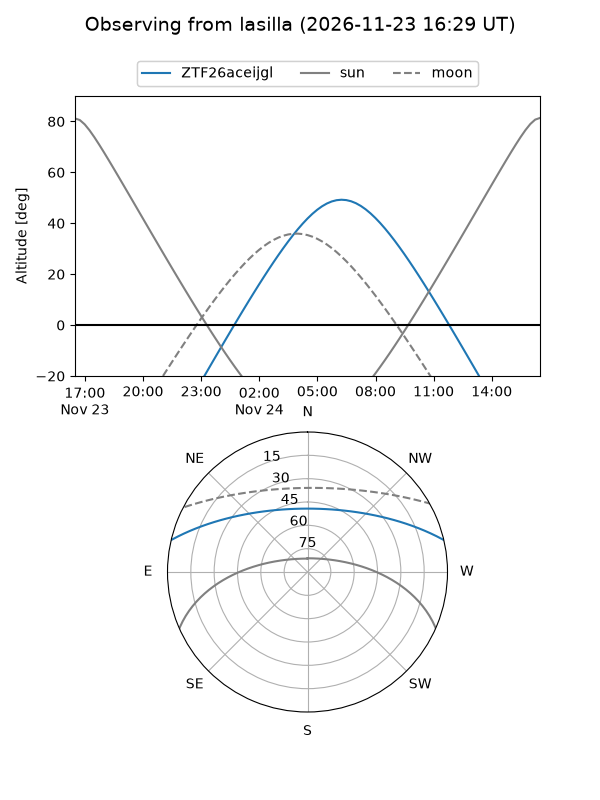 Observing from lasilla (2026-11-23 16:29 UT)
ZTF26aceijgl sun moon
Altitude [deg]
80
60
40
20
0
−20
17:00 20:00 23:00 02:00 05:00 08:00 11:00 14:00
Nov 23 Nov 24
N
NE NW
15
30
45
60
75
E W
SE SW
S